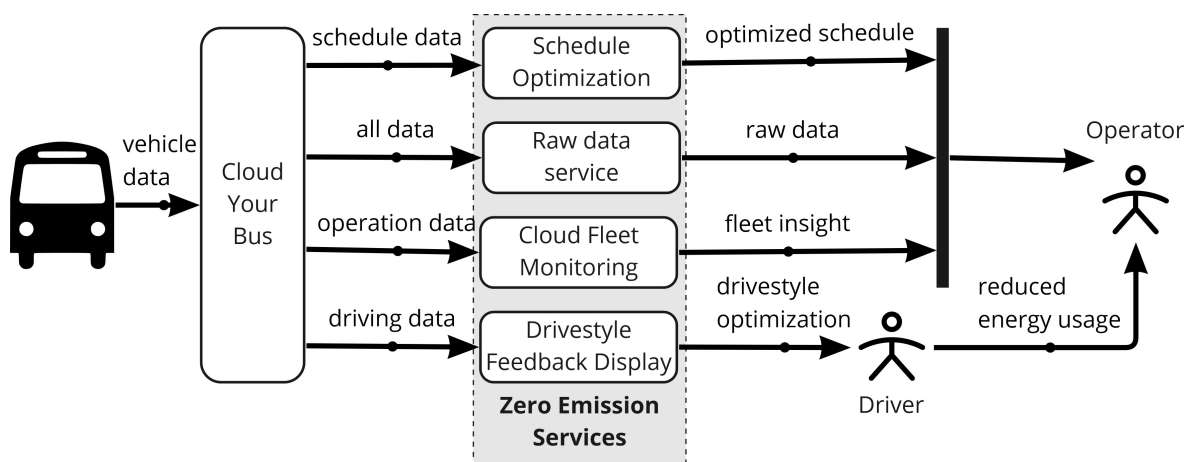 schedule data
Schedule
Optimization
optimized schedule
vehicle
data
all data
Raw data
service
raw data
Operator
Cloud
Your
Bus
operation data
Cloud Fleet
Monitoring
fleet insight
driving data
Drivestyle
Feedback Display
drivestyle
optimization
reduced
energy usage
Driver
Zero Emission
Services